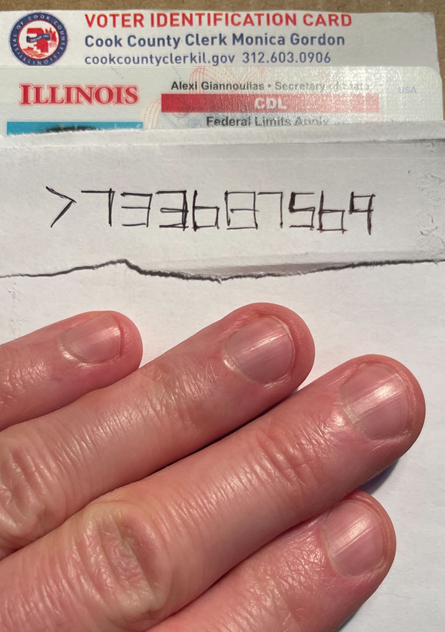 VOTER IDENTIFICATION CARD
Cook County Clerk Monica Gordon
cookcountyclerkil.gov 312.603.0906
ILLINOIS
Alexi Giannoulias • Secretary of State
USA
CDL
Federal Limits Apply
>733687564